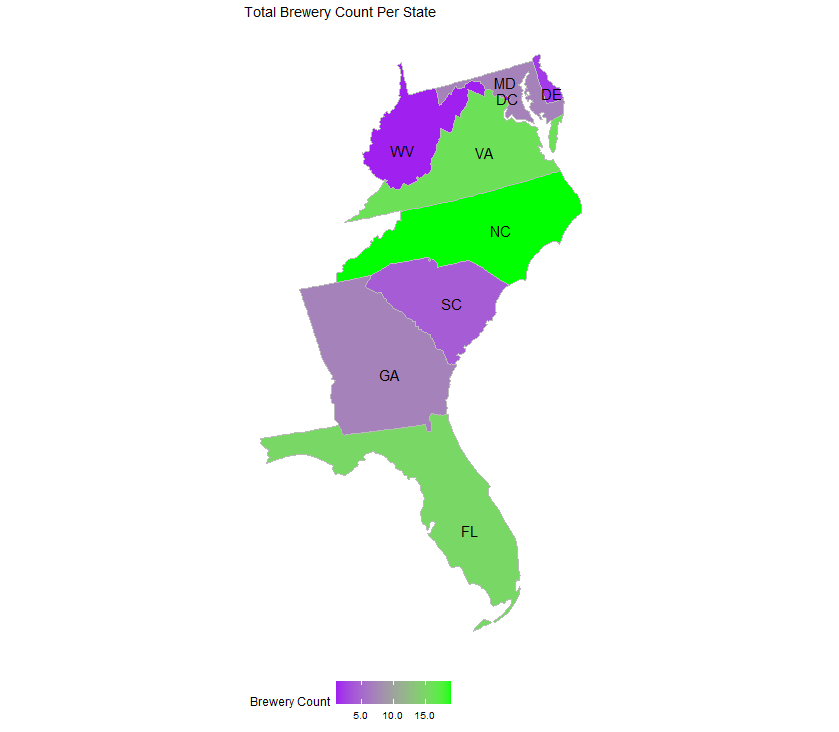 Total Brewery Count Per State
MD
DC
DE
WV
VA
NC
SC
GA
FL
Brewery Count
5.0 10.0 15.0